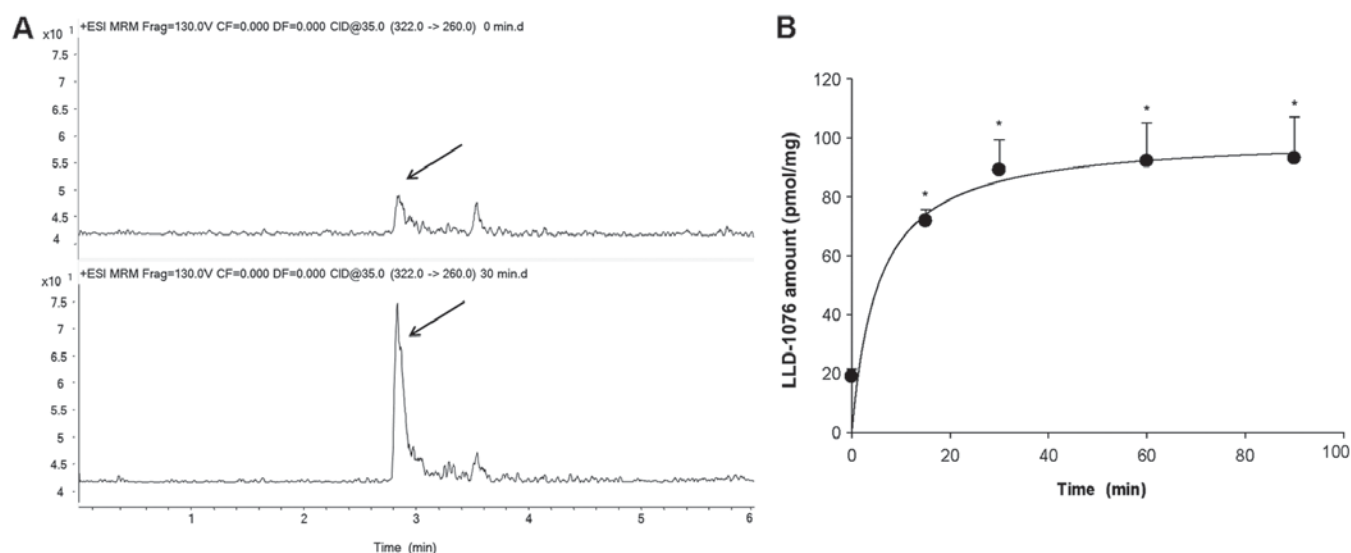 A
+ESI MRM Frag=130.0V CF=0.000 DF=0.000 CID@35.0 (322.0 -> 260.0) 0 min.d
x10 1
7.5
7
6.5
6
5.5
5
4.5
4
+ESI MRM Frag=130.0V CF=0.000 DF=0.000 CID@35.0 (322.0 -> 260.0) 30 min.d
x10 1
7.5
7
6.5
6
5.5
5
4.5
4
1 2 3 4 5 6
Time (min)
B
LLD-1076 amount (pmol/mg)
120
100
80
60
40
20
0
* * * *
0 20 40 60 80 100
Time (min)